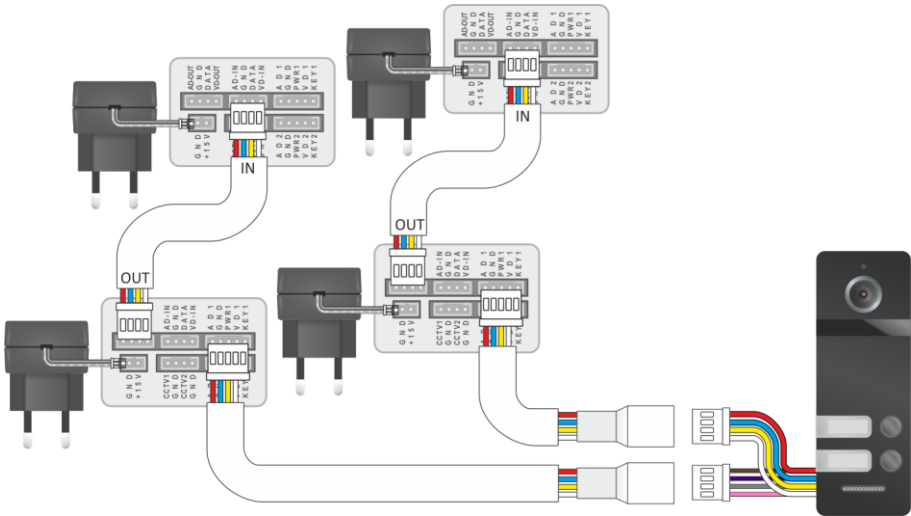 AD-OUT
GND
DATA
VD-OUT
AD-IN
GND
DATA
VD-IN
AD1
GND
PWR1
VD1
KEY1
GND
+15V
AD2
GND
PWR2
VD2
KEY2
IN
AD-OUT
GND
DATA
VD-OUT
AD-IN
GND
DATA
VD-IN
AD1
GND
PWR1
VD1
KEY1
GND
+15V
AD2
GND
PWR2
VD2
KEY2
IN
OUT
AD-IN
GND
DATA
VD-IN
AD1
GND
PWR1
VD1
KEY1
GND
+15V
CCTV1
GND
CCTV2
GND
KEY
OUT
AD-IN
GND
DATA
VD-IN
AD1
GND
PWR1
VD1
KEY1
GND
+15V
CCTV1
GND
CCTV2
GND
KEY